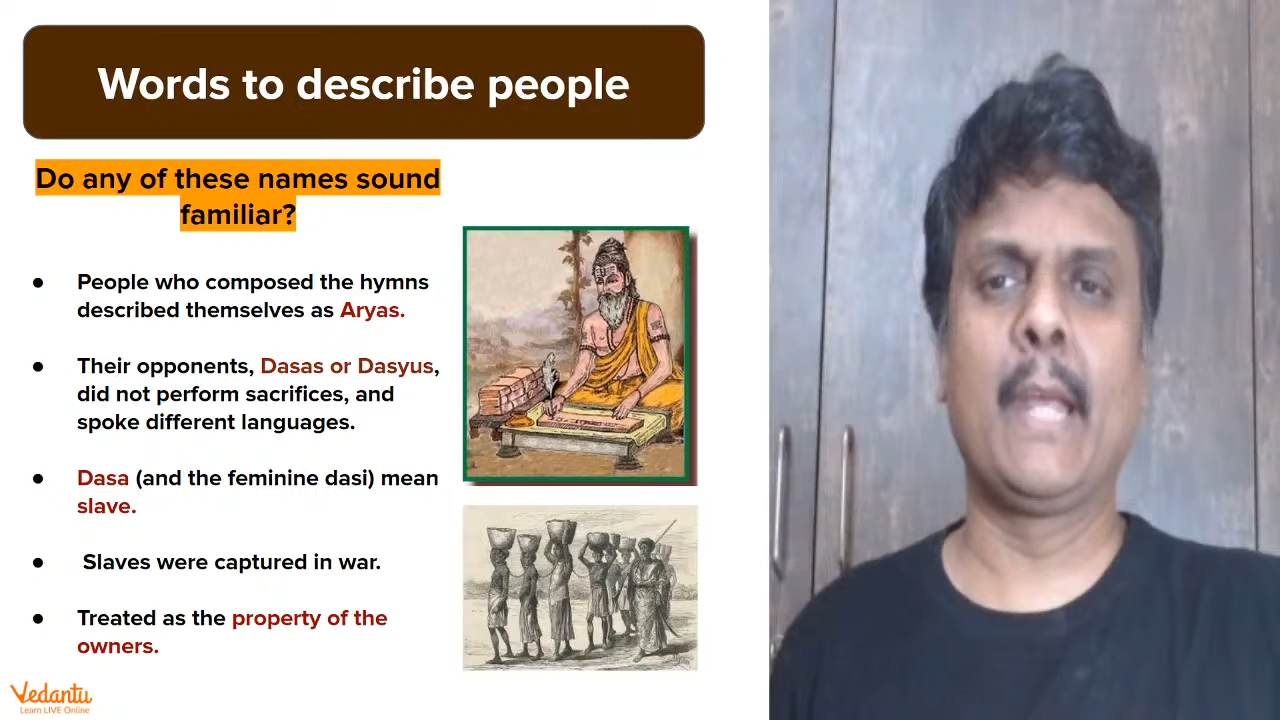 Words to describe people
Do any of these names sound
familiar?
● People who composed the hymns
described themselves as Aryas.
● Their opponents, Dasas or Dasyus,
did not perform sacrifices, and
spoke different languages.
● Dasa (and the feminine dasi) mean
slave.
● Slaves were captured in war.
● Treated as the property of the
owners.
Vedantu
Learn LIVE Online